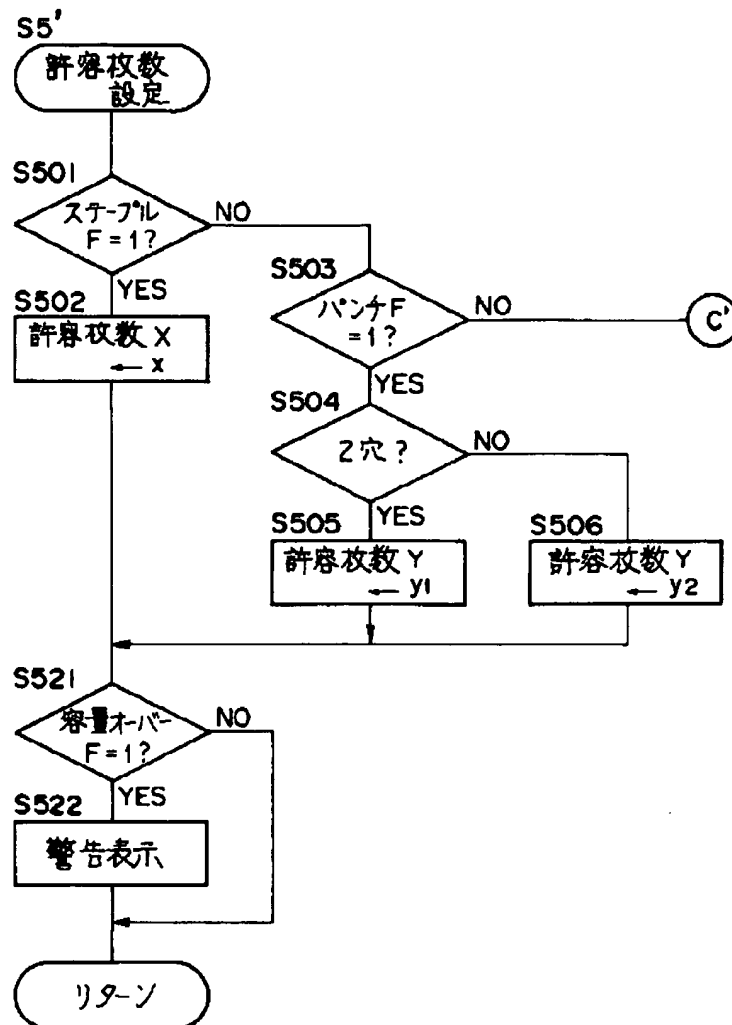 S5'
許容枚数
設定
S501
ステープル
F=1?
NO
YES
S502
許容枚数 X
← x
S503
パンチF
=1?
NO
C'
YES
S504
2穴?
NO
YES
S505
許容枚数 Y
← y1
S506
許容枚数 Y
← y2
S521
容量オーバー
F=1?
NO
YES
S522
警告表示
リターン